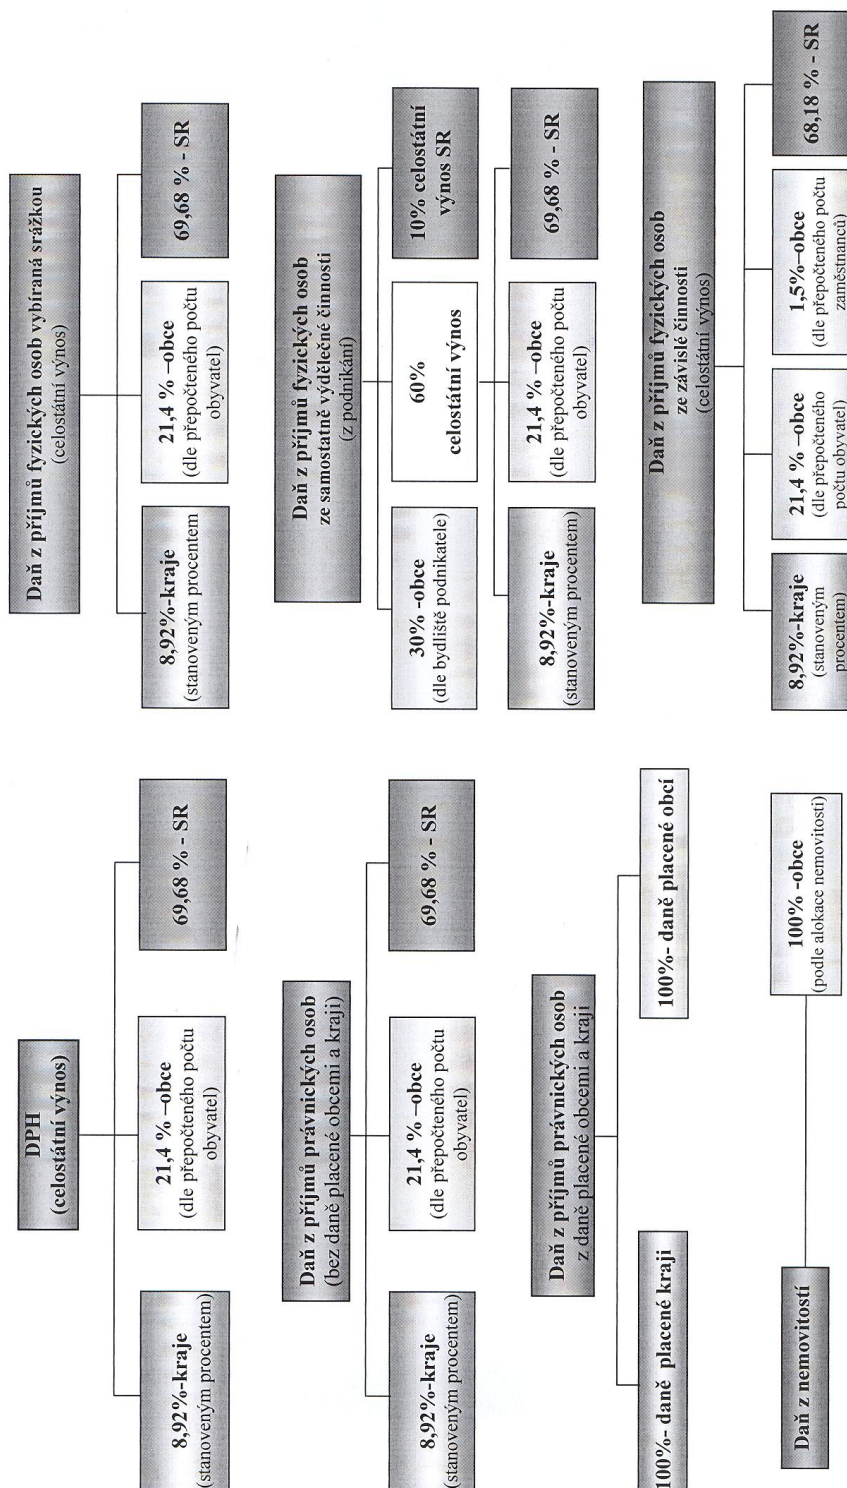 DPH
(celostátní výnos)
8,92%-kraje
(stanoveným procentem)
21,4 % –obce
(dle přepočteného počtu
obyvatel)
69,68 % - SR
Daň z příjmů právnických osob
(bez daně placené obcemi a kraji)
8,92%-kraje
(stanoveným procentem)
21,4 % –obce
(dle přepočteného počtu
obyvatel)
69,68 % - SR
Daň z příjmů právnických osob
z daně placené obcemi a kraji
100%- daně placené kraji
100%- daně placené obcí
Daň z nemovitostí
100% -obce
(podle alokace nemovitosti)
Daň z příjmů fyzických osob vybíraná srážkou
(celostátní výnos)
8,92%-kraje
(stanoveným procentem)
21,4 % –obce
(dle přepočteného počtu
obyvatel)
69,68 % - SR
Daň z příjmů fyzických osob
ze samostatně výdělečné činnosti
(z podnikání)
30% -obce
(dle bydliště podnikatele)
60%
celostátní výnos
10% celostátní
výnos SR
8,92%-kraje
(stanoveným procentem)
21,4 % –obce
(dle přepočteného počtu
obyvatel)
69,68 % - SR
Daň z příjmů fyzických osob
ze závislé činnosti
(celostátní výnos)
8,92%-kraje
(stanoveným
procentem)
21,4 % –obce
(dle přepočteného
počtu obyvatel)
1,5%–obce
(dle přepočteného počtu
zaměstnanců)
68,18 % - SR